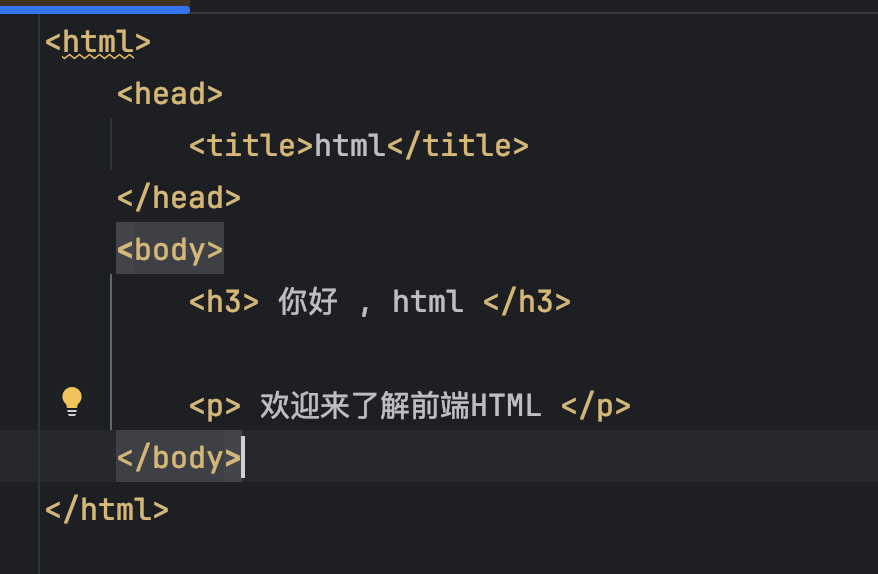 <html>
<head>
<title>html</title>
</head>
<body>
<h3> 你好 , html </h3>
<p> 欢迎来了解前端HTML </p>
</body>
</html>